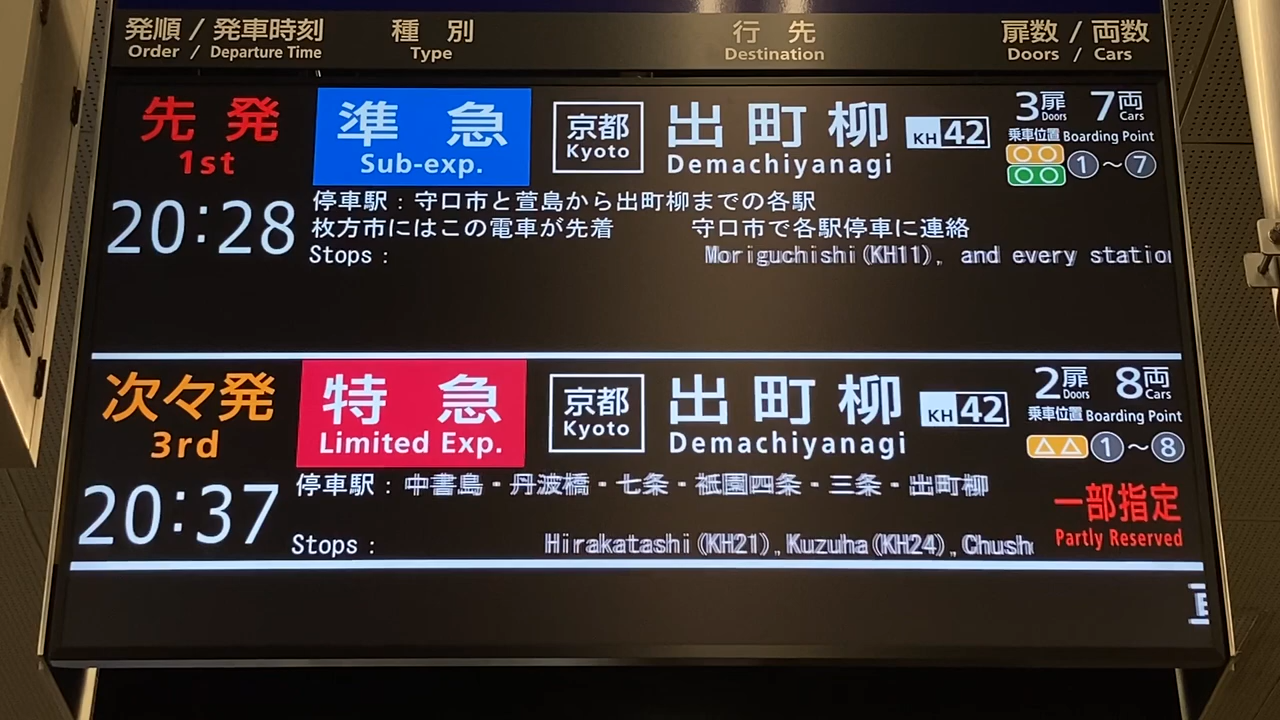 発順 / 発車時刻 種 別 行 先 扉数 / 両数
Order / Departure Time Type Destination Doors / Cars
先 発 準 急 京都 出 町 柳 KH 42 3扉 7両
1st Sub-exp. Kyoto Demachiyanagi Doors Cars
乗車位置 Boarding Point
1 ~ 7
20:28
停車駅 : 守口市と萱島から出町柳までの各駅
枚方市にはこの電車が先着 守口市で各駅停車に連絡
Stops : Moriguchishi(KH11), and every station
次々発 特 急 京都 出 町 柳 KH 42 2扉 8両
3rd Limited Exp. Kyoto Demachiyanagi Doors Cars
乗車位置 Boarding Point
1 ~ 8
20:37
停車駅 : 中書島・丹波橋・七条・祇園四条・三条・出町柳
一部指定
Partly Reserved
Stops : Hirakatashi(KH21),Kuzuha(KH24),Chush